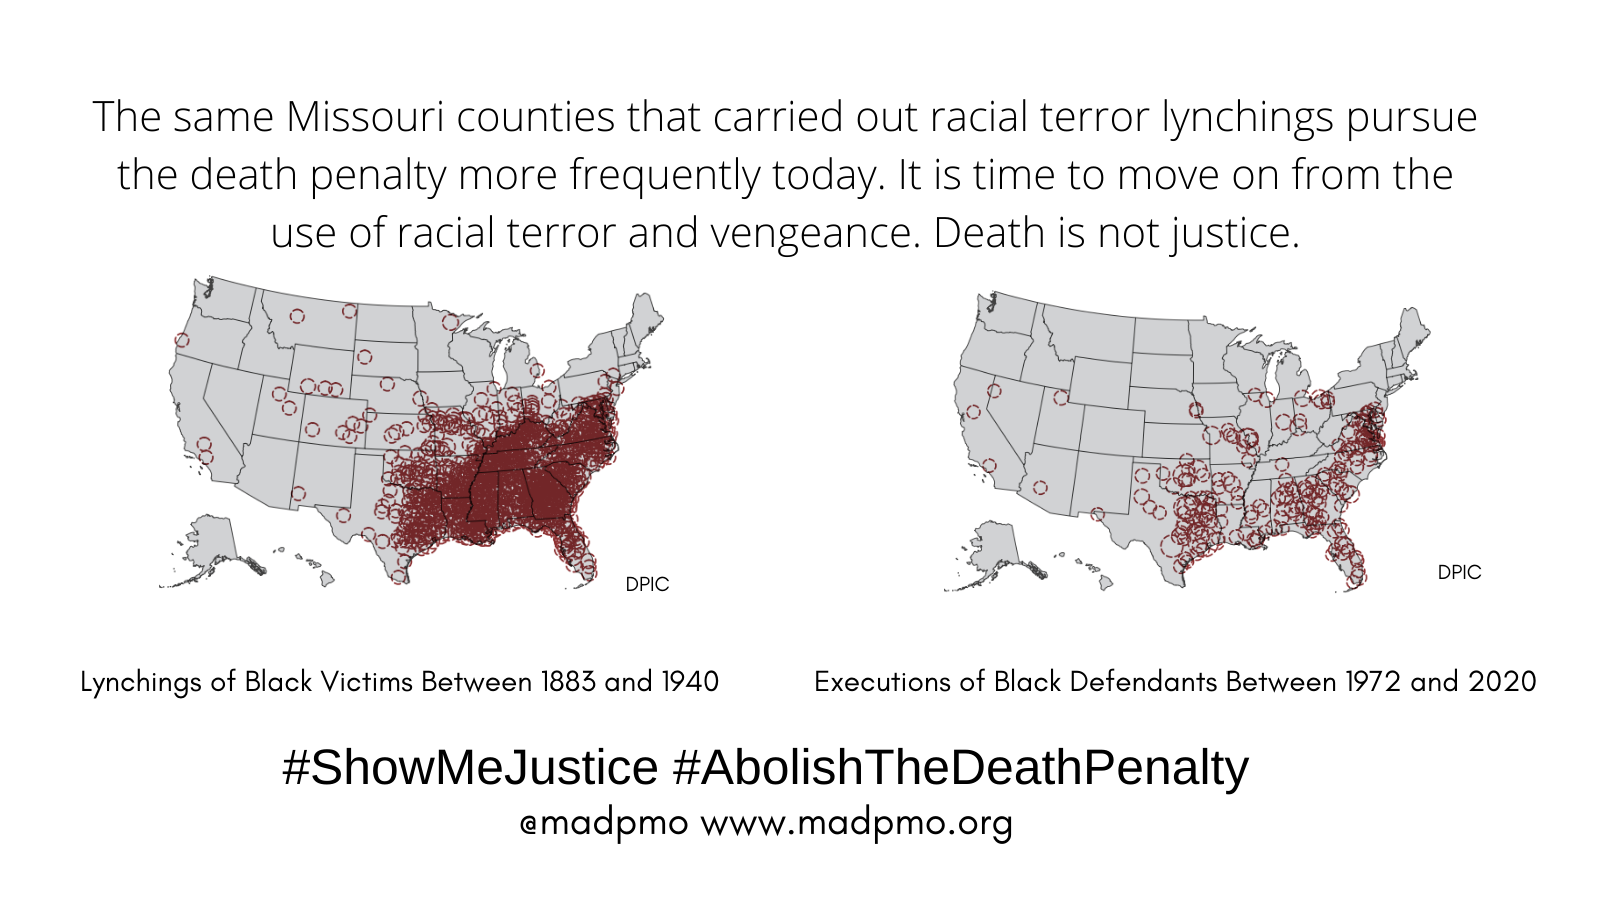 The same Missouri counties that carried out racial terror lynchings pursue
the death penalty more frequently today. It is time to move on from the
use of racial terror and vengeance. Death is not justice.
DPIC
DPIC
Lynchings of Black Victims Between 1883 and 1940
Executions of Black Defendants Between 1972 and 2020
#ShowMeJustice #AbolishTheDeathPenalty
@madpmo www.madpmo.org